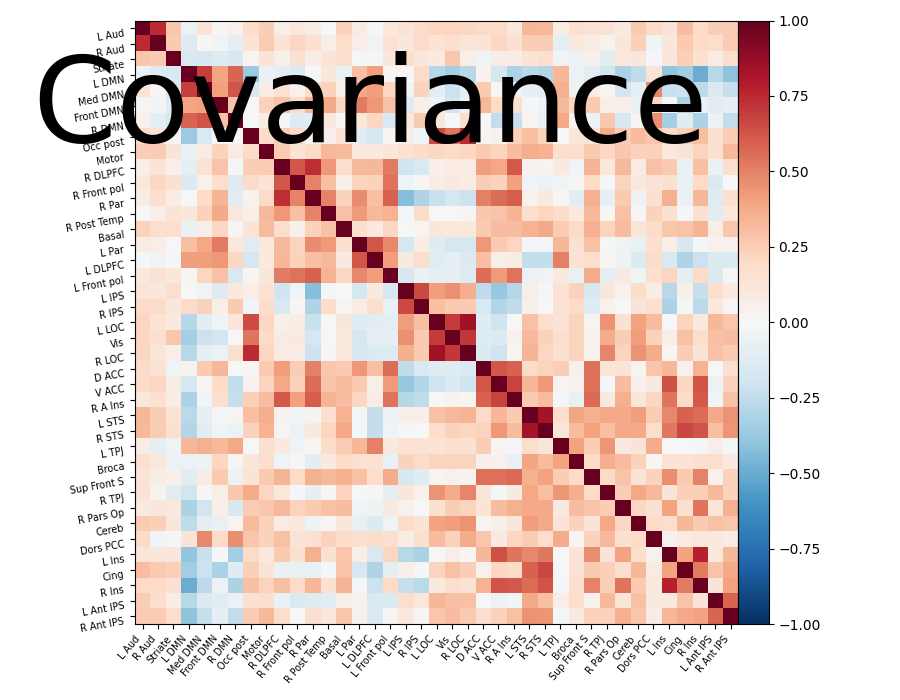 Covariance
L Aud
R Aud
Striate
L DMN
Med DMN
Front DMN
R DMN
Occ post
Motor
R DLPFC
R Front pol
R Par
R Post Temp
Basal
L Par
L DLPFC
L Front pol
L IPS
R IPS
L LOC
Vis
R LOC
D ACC
V ACC
R A Ins
L STS
R STS
L TPJ
Broca
Sup Front S
R TPJ
R Pars Op
Cereb
Dors PCC
L Ins
Cing
R Ins
L Ant IPS
R Ant IPS
1.00
0.75
0.50
0.25
0.00
−0.25
−0.50
−0.75
−1.00
L Aud
R Aud
Striate
L DMN
Med DMN
Front DMN
R DMN
Occ post
Motor
R DLPFC
R Front pol
R Par
R Post Temp
Basal
L Par
L DLPFC
L Front pol
L IPS
R IPS
L LOC
Vis
R LOC
D ACC
V ACC
R A Ins
L STS
R STS
L TPJ
Broca
Sup Front S
R TPJ
R Pars Op
Cereb
Dors PCC
L Ins
Cing
R Ins
L Ant IPS
R Ant IPS